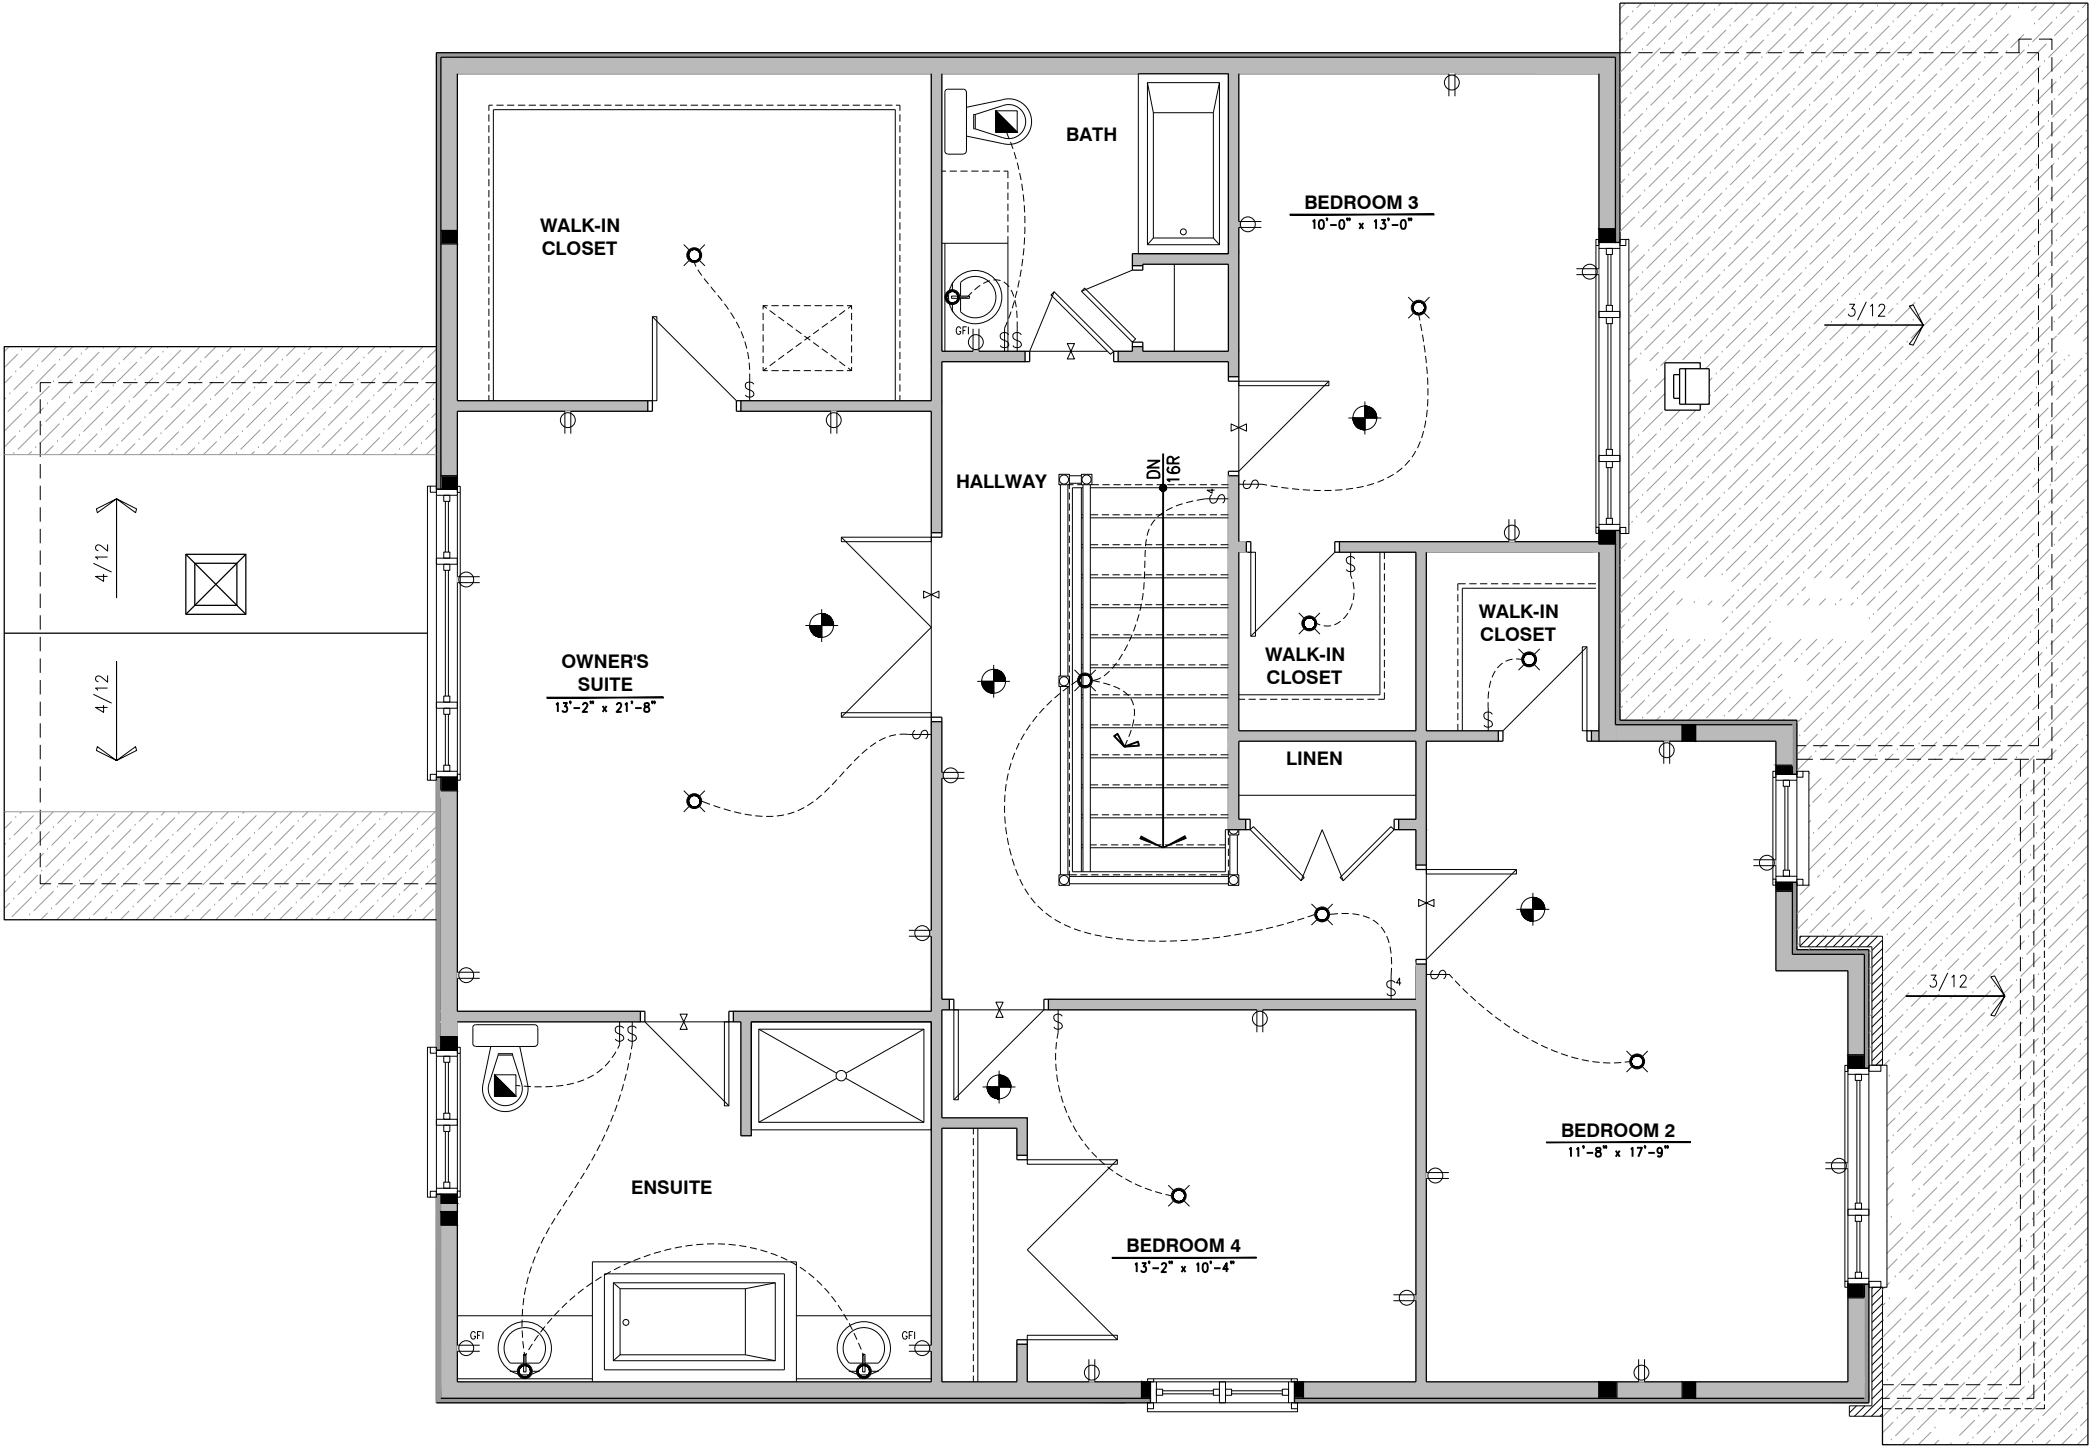 BATH
WALK-IN
CLOSET
BEDROOM 3
10'-0" x 13'-0"
GFI
S
S
S
3/12
HALLWAY
DN
16R
S4
S
4/12
4/12
OWNER'S
SUITE
13'-2" x 21'-8"
S
S
WALK-IN
CLOSET
WALK-IN
CLOSET
S
LINEN
S
S4
3/12
S
S
S
BEDROOM 2
11'-8" x 17'-9"
ENSUITE
BEDROOM 4
13'-2" x 10'-4"
GFI
GFI